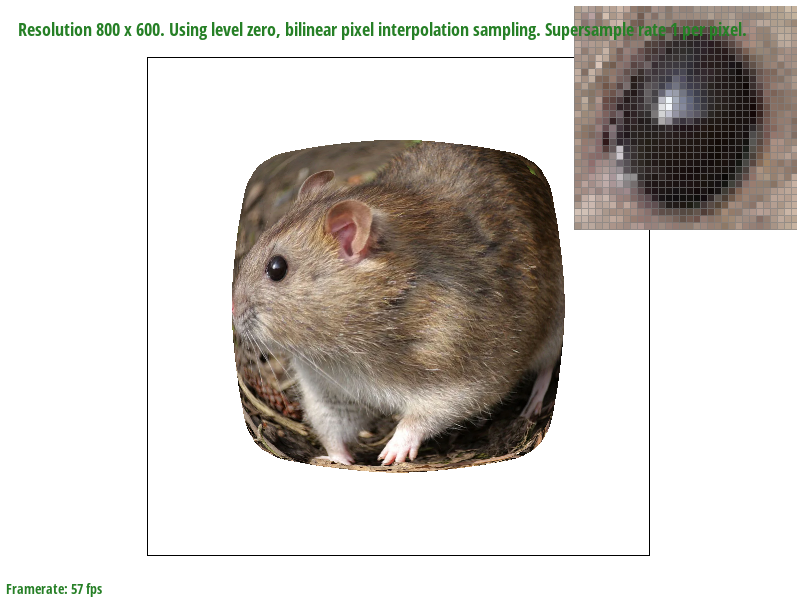 Resolution 800 x 600. Using level zero, bilinear pixel interpolation sampling. Supersample rate 1 per pixel.
Framerate: 57 fps